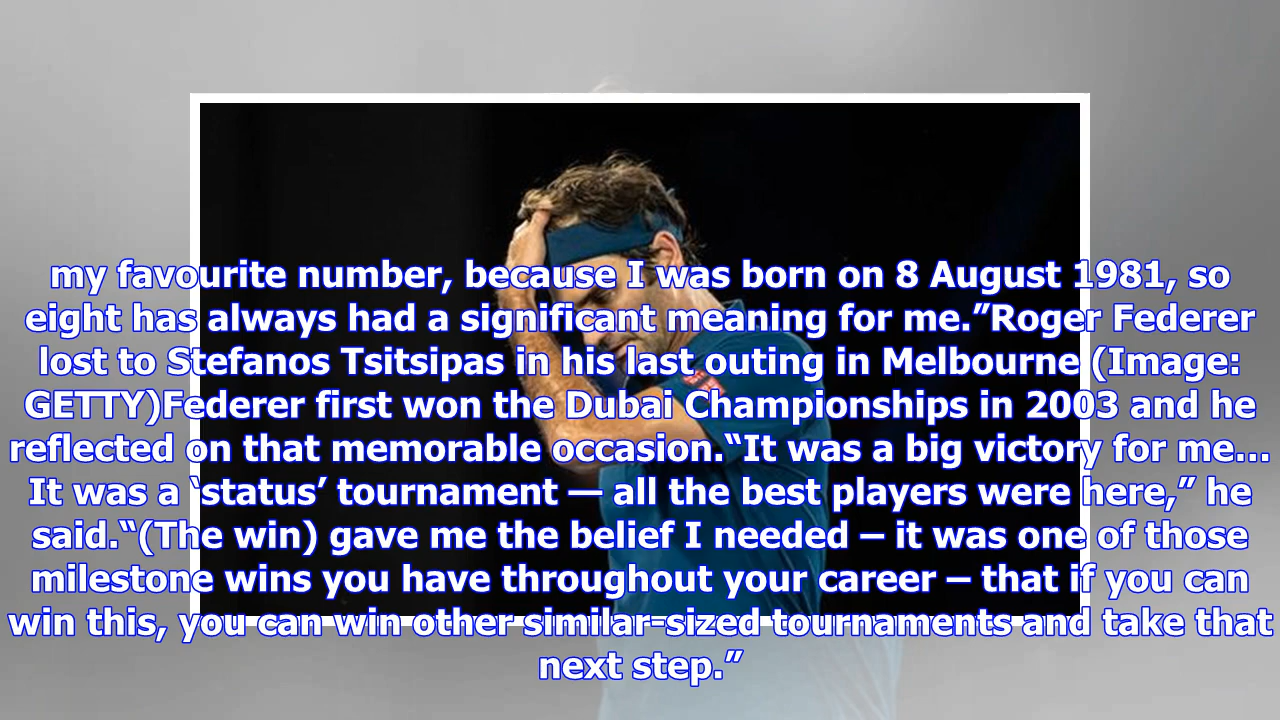 my favourite number, because I was born on 8 August 1981, so
eight has always had a significant meaning for me.”Roger Federer
lost to Stefanos Tsitsipas in his last outing in Melbourne (Image:
GETTY)Federer first won the Dubai Championships in 2003 and he
reflected on that memorable occasion. “It was a big victory for me...
It was a ‘status’ tournament — all the best players were here,” he
said.“(The win) gave me the belief I needed – it was one of those
milestone wins you have throughout your career – that if you can
win this, you can win other similar-sized tournaments and take that
next step.”